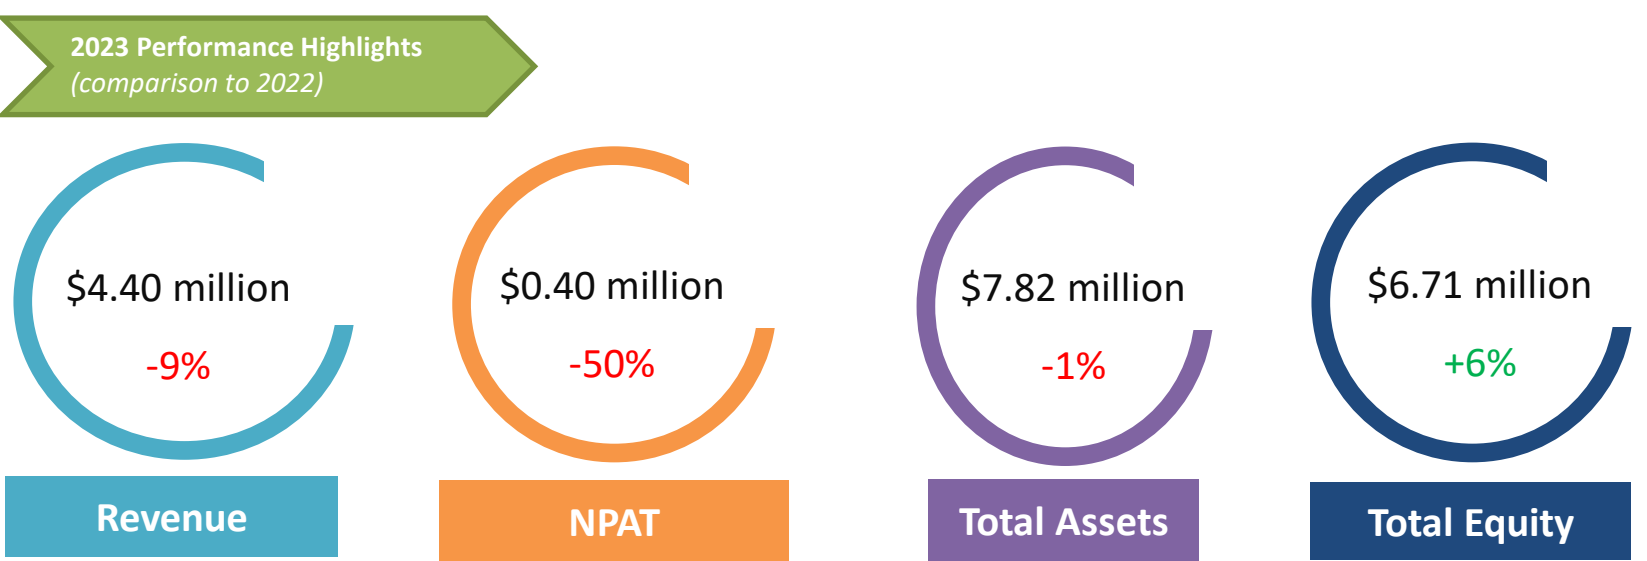 2023 Performance Highlights
(comparison to 2022)
$4.40 million
-9%
Revenue
$0.40 million
-50%
NPAT
$7.82 million
-1%
Total Assets
$6.71 million
+6%
Total Equity